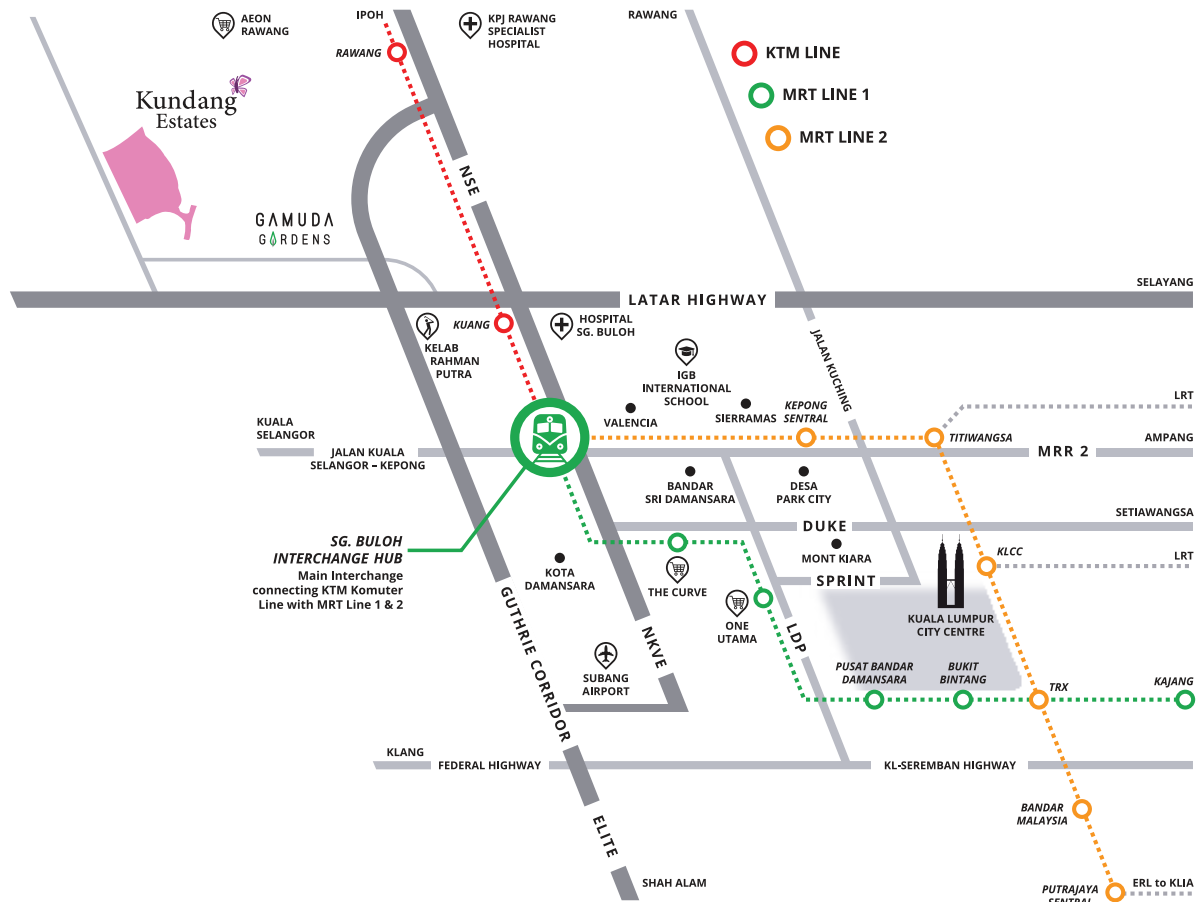 AEON
RAWANG
IPOH
RAWANG
KPJ RAWANG
SPECIALIST
HOSPITAL
RAWANG
KTM LINE
MRT LINE 1
MRT LINE 2
Kundang
Estates
NSE
GAMUDA
GARDENS
LATAR HIGHWAY
SELAYANG
KUANG
HOSPITAL
SG. BULOH
KELAB
RAHMAN
PUTRA
JALAN KUCHING
IGB
INTERNATIONAL
SCHOOL
VALENCIA
SIERRAMAS
KEPONG
SENTRAL
LRT
TITIWANGSA
AMPANG
KUALA
SELANGOR
JALAN KUALA
SELANGOR – KEPONG
MRR 2
BANDAR
SRI DAMANSARA
DESA
PARK CITY
SETIAWANGSA
DUKE
SG. BULOH
INTERCHANGE HUB
Main Interchange
connecting KTM Komuter
Line with MRT Line 1 & 2
MONT KIARA
KLCC
LRT
KOTA
DAMANSARA
THE CURVE
SPRINT
ONE
UTAMA
KUALA LUMPUR
CITY CENTRE
GUTHRIE CORRIDOR
NKVE
LDP
SUBANG
AIRPORT
PUSAT BANDAR
DAMANSARA
BUKIT
BINTANG
TRX
KAJANG
KLANG
FEDERAL HIGHWAY
KL-SEREMBAN HIGHWAY
BANDAR
MALAYSIA
ELITE
SHAH ALAM
PUTRAJAYA
SENTRAL
ERL to KLIA